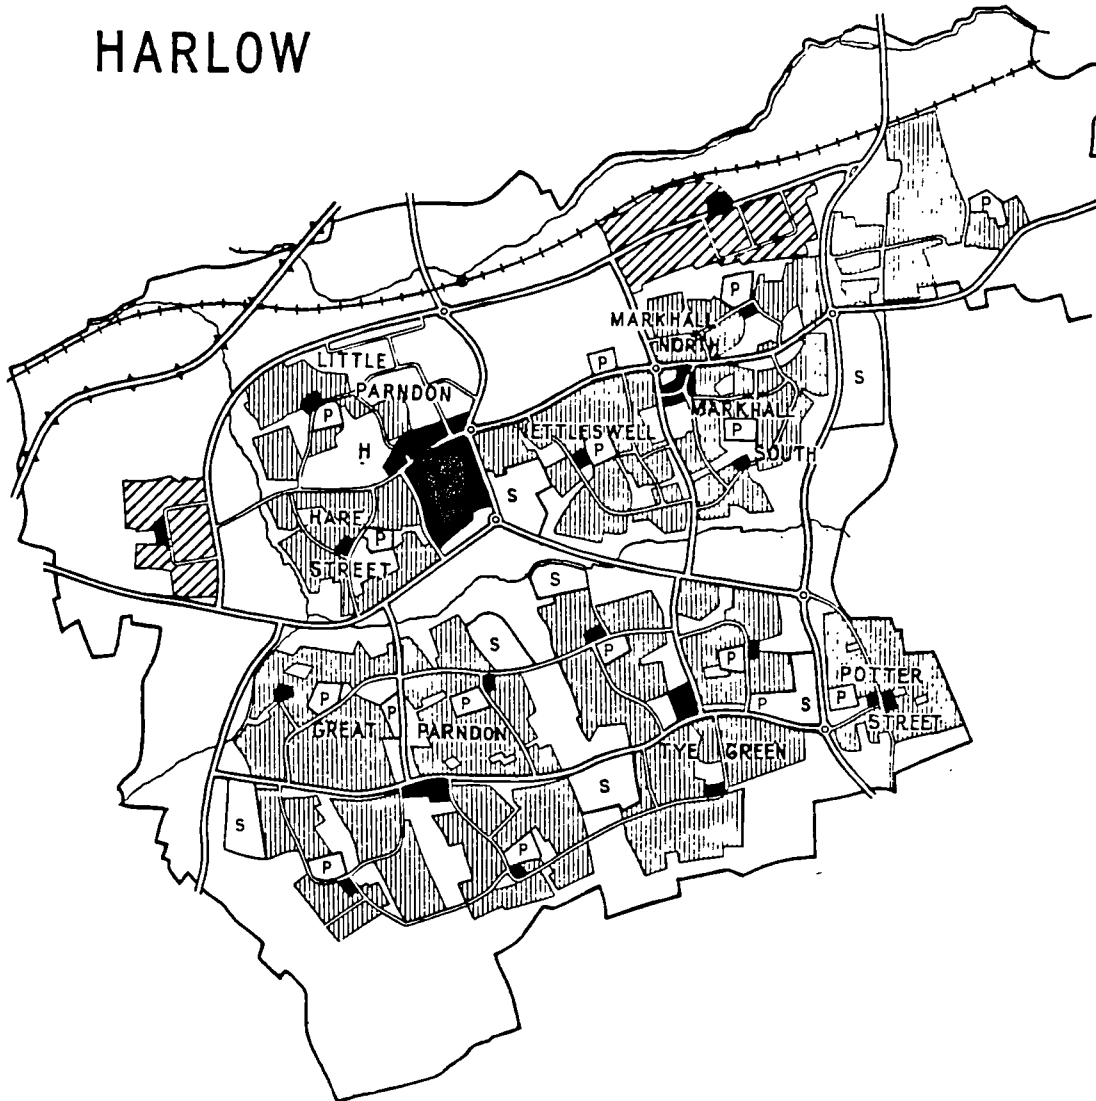 HARLOW
P
P
MARKHALL
NORTH
LITTLE
P
S
PARNDON
P
MARKHALL
NETTLESWELL
P
H
P
SOUTH
S
HARE
P
STREET
S
S
P
P
POTTER
P
P
P
P
P
S
STREET
GREAT
PARNDON
TYE GREEN
S
S
P
P